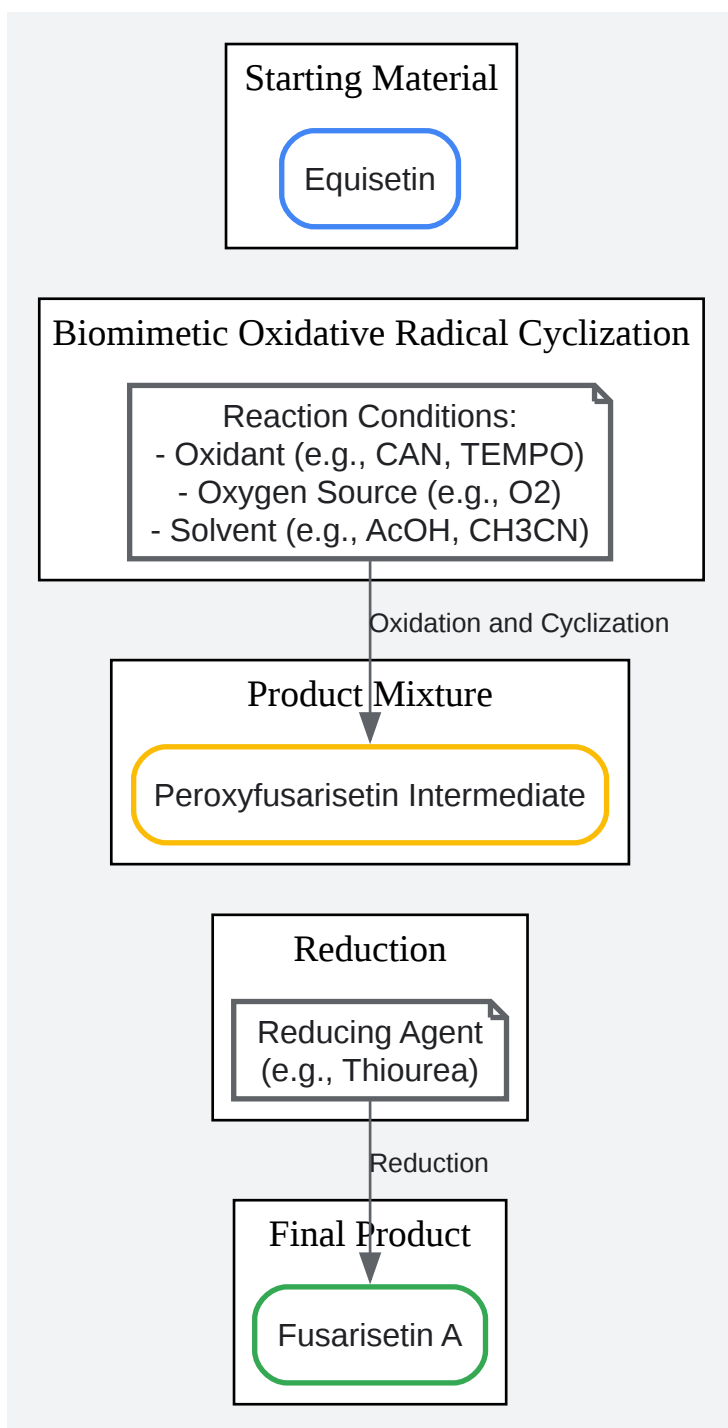 Starting Material
Equisetin
Biomimetic Oxidative Radical Cyclization
Reaction Conditions:
- Oxidant (e.g., CAN, TEMPO)
- Oxygen Source (e.g., O2)
- Solvent (e.g., AcOH, CH3CN)
Oxidation and Cyclization
Product Mixture
Peroxyfusarisetin Intermediate
Reduction
Reducing Agent
(e.g., Thiourea)
Reduction
Final Product
Fusarisetin A